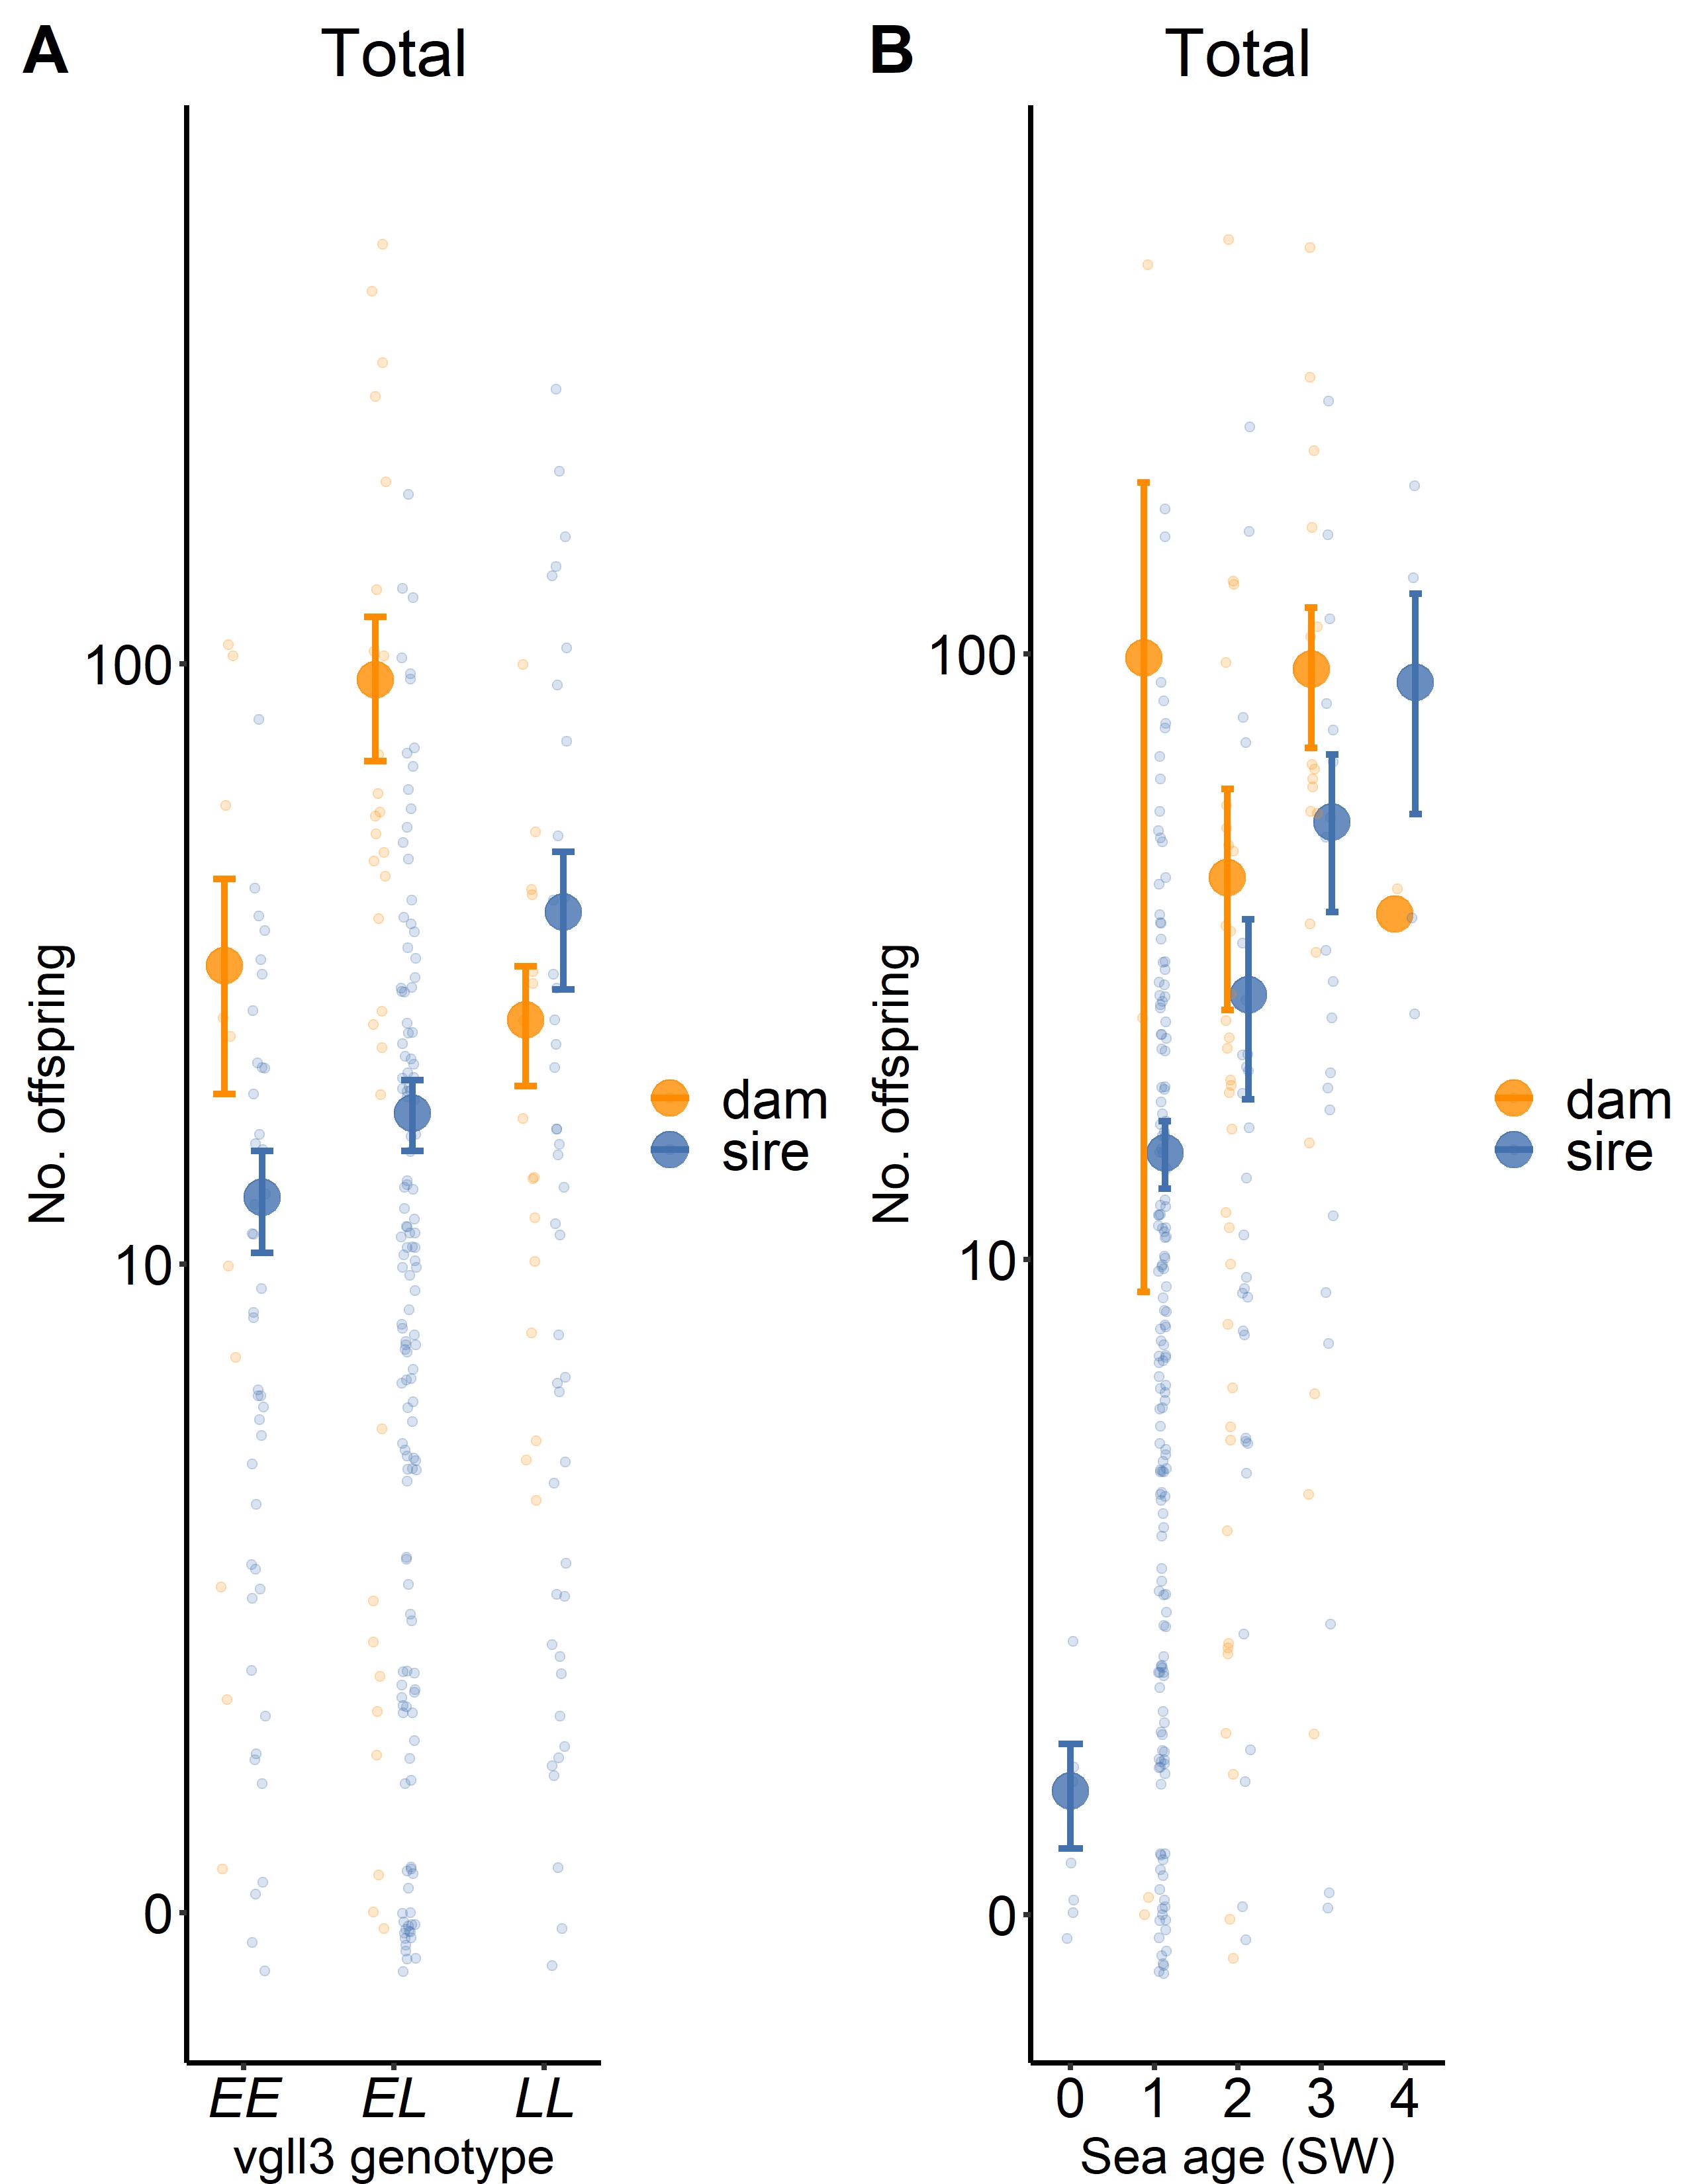 A
Total
No. offspring
100
10
0
EE EL LL
vgll3 genotype
dam
sire
B
Total
No. offspring
100
10
0
0 1 2 3 4
Sea age (SW)
dam
sire